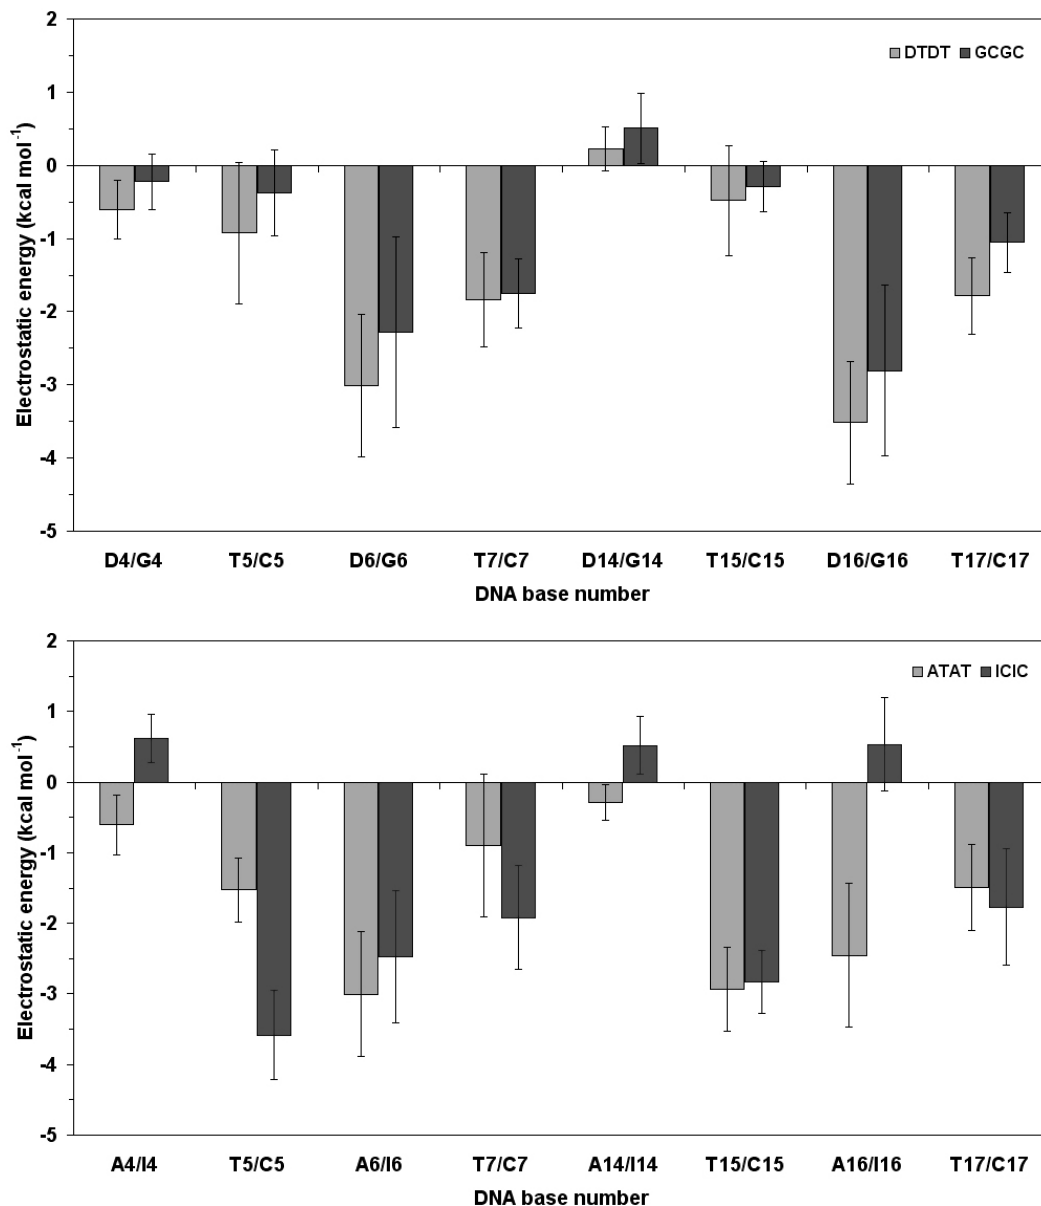 Electrostatic energy (kcal mol⁻¹)
2
1
0
-1
-2
-3
-4
-5
DTDT GCGC
D4/G4 T5/C5 D6/G6 T7/C7 D14/G14 T15/C15 D16/G16 T17/C17
DNA base number
Electrostatic energy (kcal mol⁻¹)
2
1
0
-1
-2
-3
-4
-5
ATAT ICIC
A4/I4 T5/C5 A6/I6 T7/C7 A14/I14 T15/C15 A16/I16 T17/C17
DNA base number